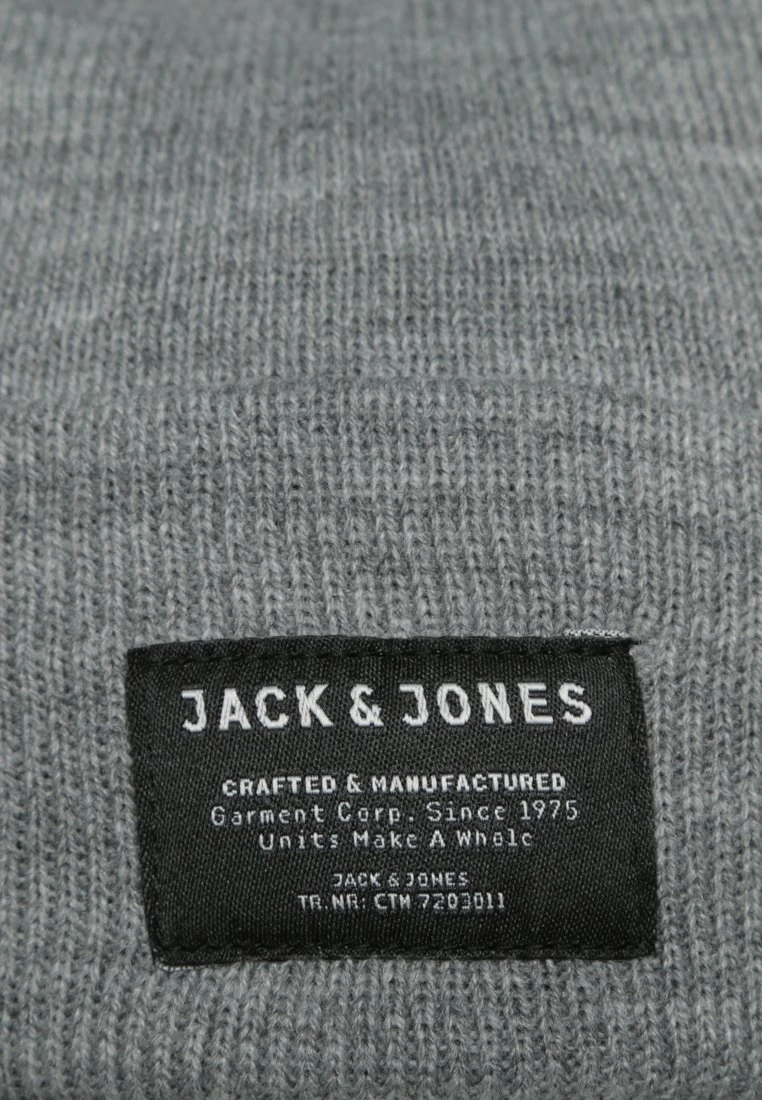 JACK & JONES
CRAFTED & MANUFACTURED
Garment Corp. Since 1975
Units Make A Whole
JACK & JONES
TR.NR: CTM 7203011